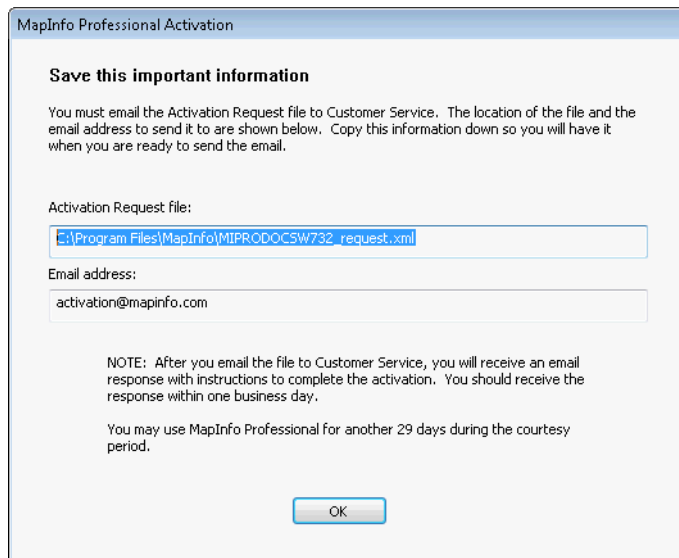 MapInfo Professional Activation
Save this important information
You must email the Activation Request file to Customer Service.  The location of the file and the
email address to send it to are shown below.  Copy this information down so you will have it
when you are ready to send the email.
Activation Request file:
C:\Program Files\MapInfo\MIPRODOCSW732_request.xml
Email address:
activation@mapinfo.com
NOTE:  After you email the file to Customer Service, you will receive an email
response with instructions to complete the activation.  You should receive the
response within one business day.
You may use MapInfo Professional for another 29 days during the courtesy
period.
OK